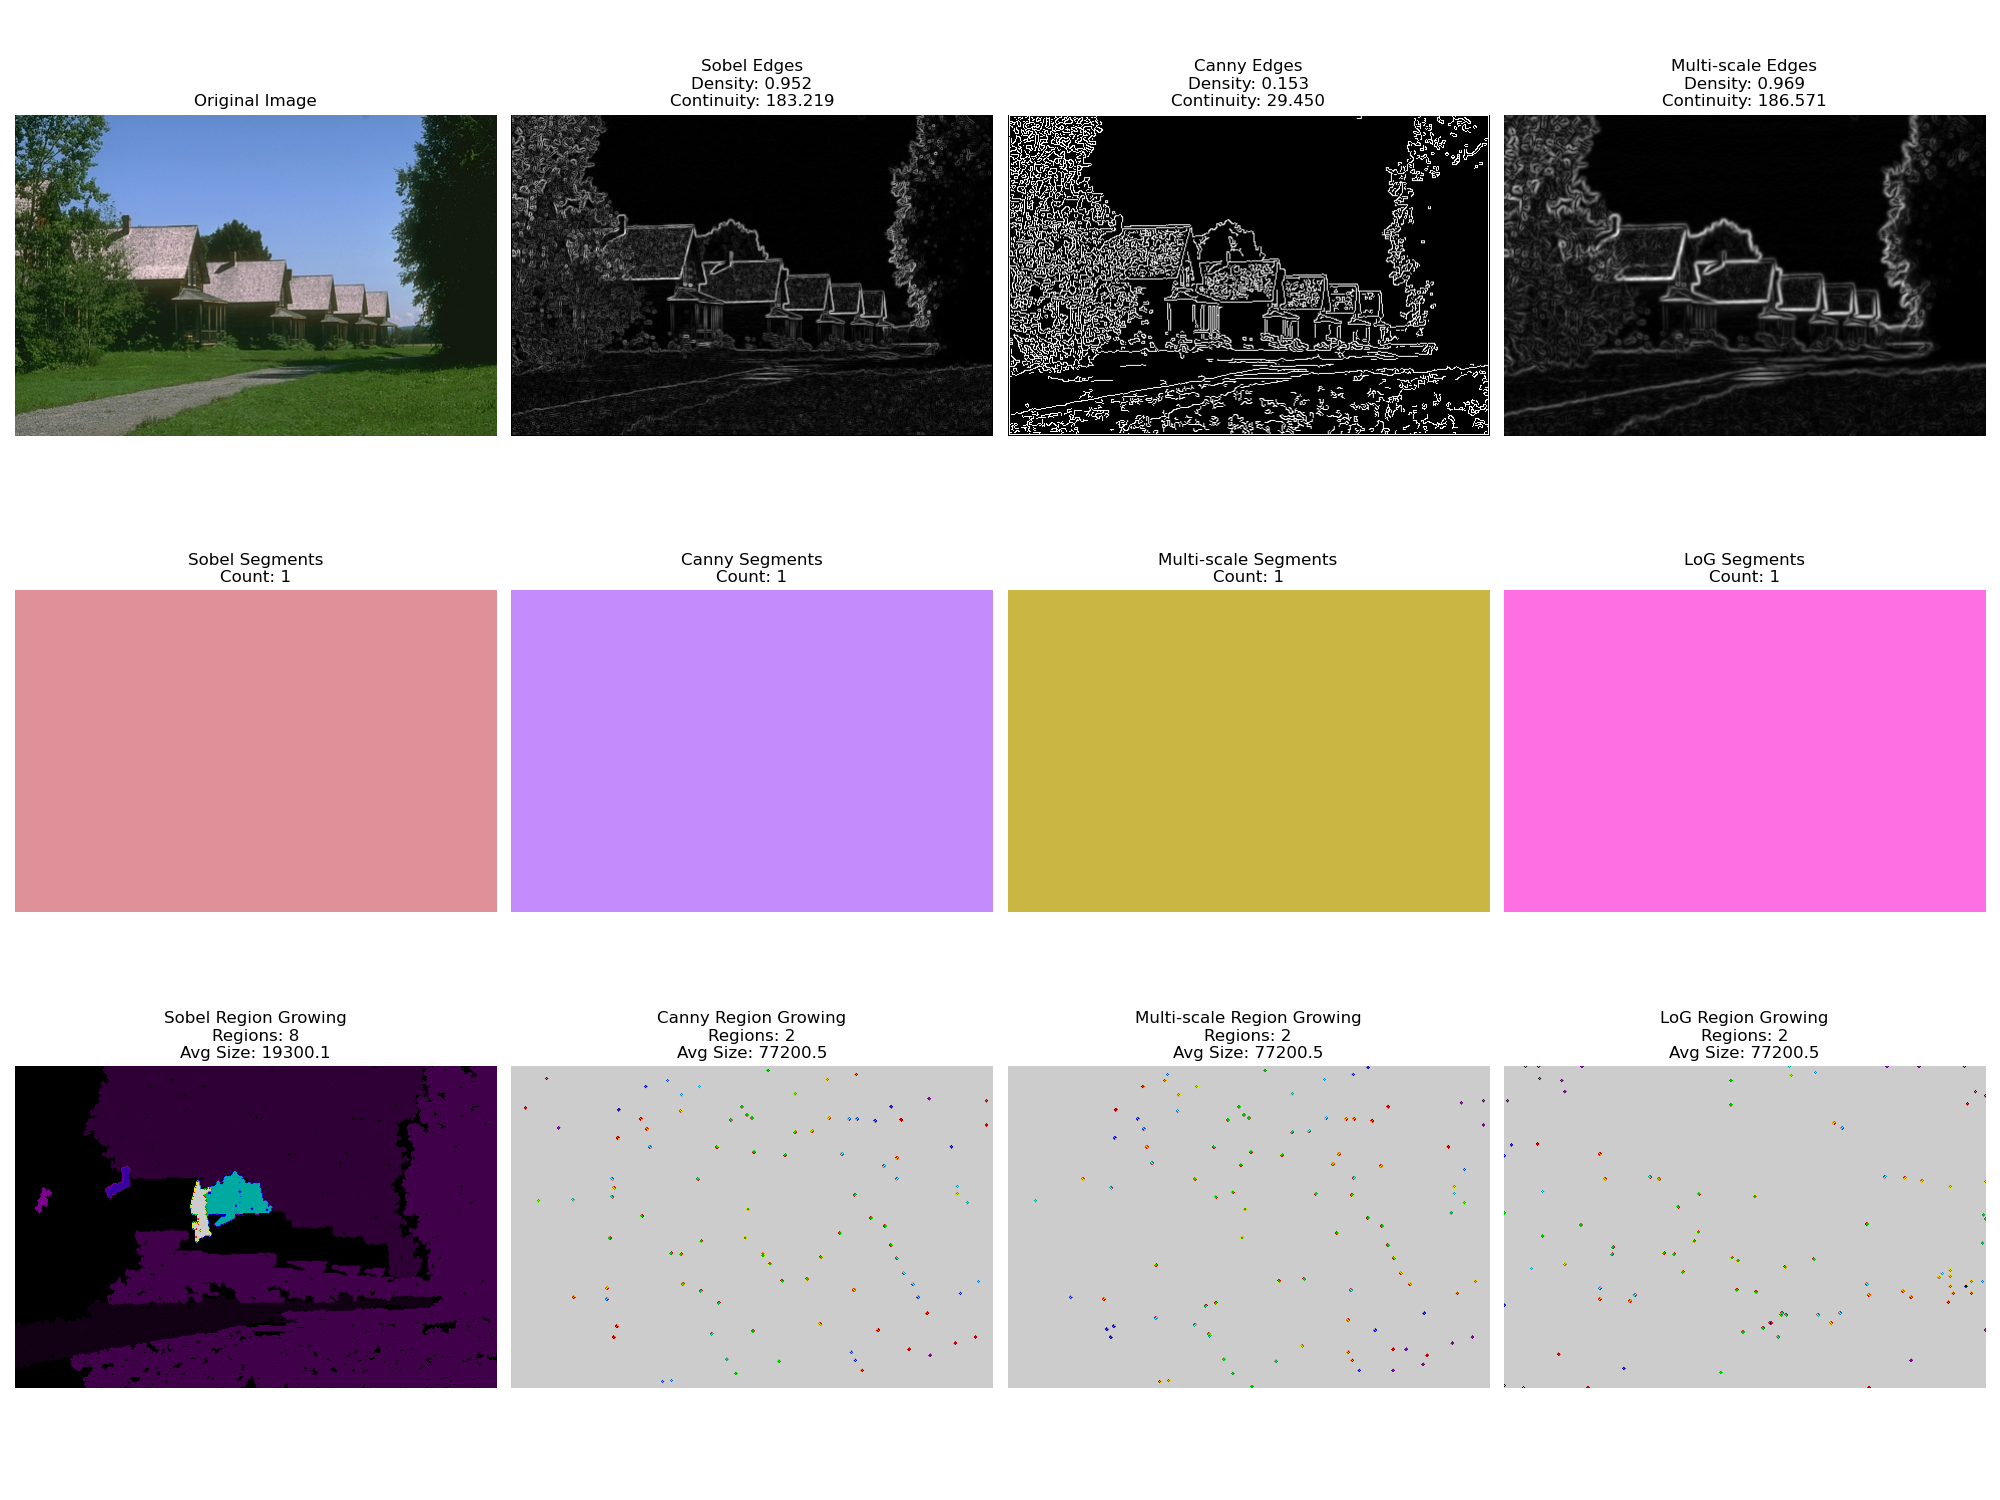 Original Image
Sobel Edges
Density: 0.952
Continuity: 183.219
Canny Edges
Density: 0.153
Continuity: 29.450
Multi-scale Edges
Density: 0.969
Continuity: 186.571
Sobel Segments
Count: 1
Canny Segments
Count: 1
Multi-scale Segments
Count: 1
LoG Segments
Count: 1
Sobel Region Growing
Regions: 8
Avg Size: 19300.1
Canny Region Growing
Regions: 2
Avg Size: 77200.5
Multi-scale Region Growing
Regions: 2
Avg Size: 77200.5
LoG Region Growing
Regions: 2
Avg Size: 77200.5